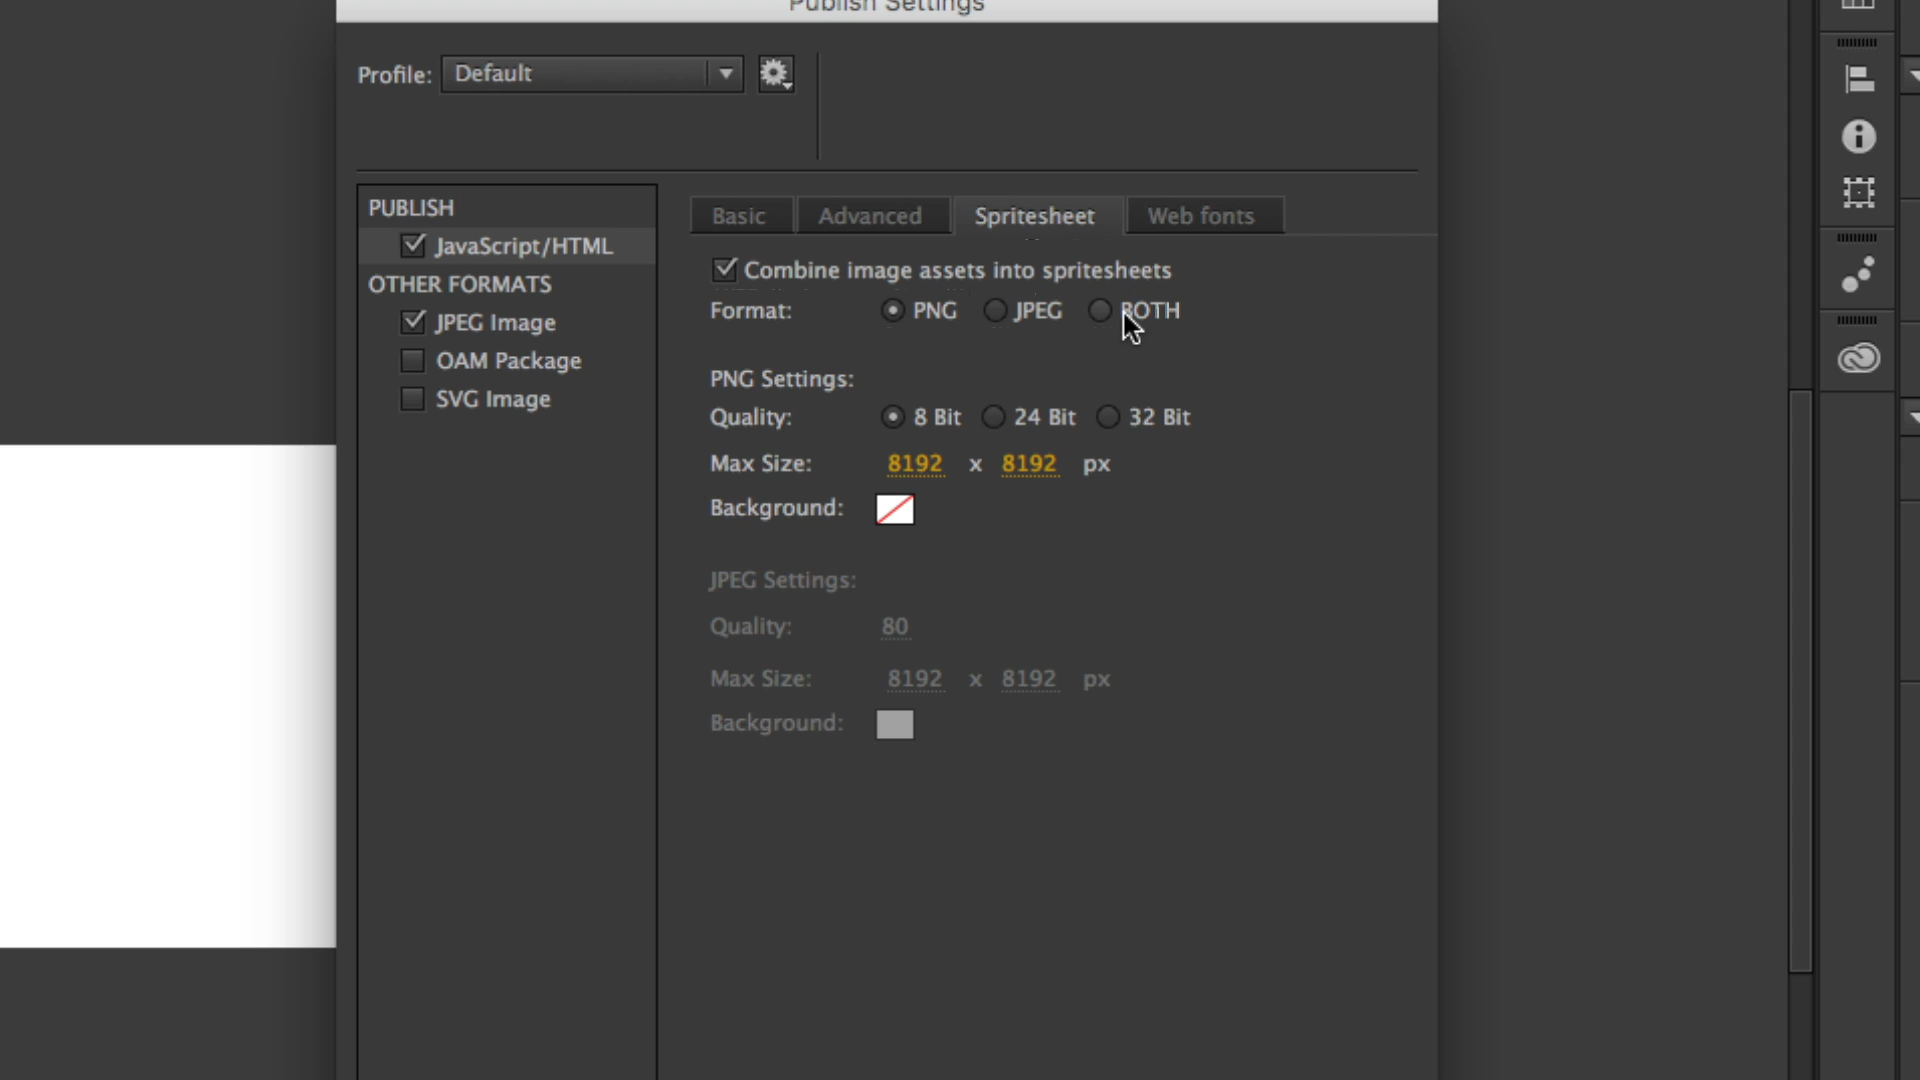 Publish Settings
Profile: Default
PUBLISH
JavaScript/HTML
OTHER FORMATS
JPEG Image
OAM Package
SVG Image
Basic Advanced Spritesheet Web fonts
Combine image assets into spritesheets
Format: PNG JPEG BOTH
PNG Settings:
Quality: 8 Bit 24 Bit 32 Bit
Max Size: 8192 x 8192 px
Background:
JPEG Settings:
Quality: 80
Max Size: 8192 x 8192 px
Background: